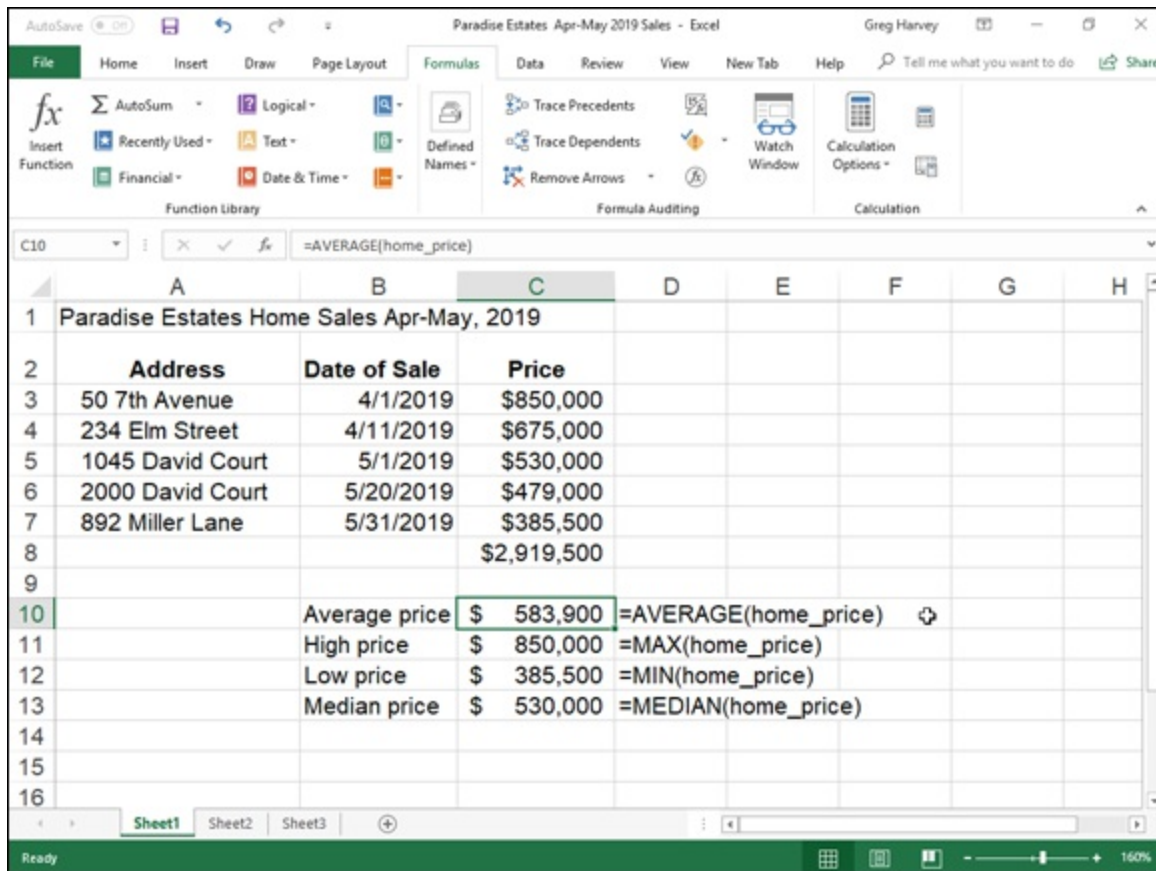 AutoSave Off Paradise Estates Apr-May 2019 Sales - Excel Greg Harvey
File Home Insert Draw Page Layout Formulas Data Review View New Tab Help Tell me what you want to do Share
fx Insert Function
Σ AutoSum
Recently Used
Financial
? Logical
A Text
Date & Time
Function Library
Defined Names
Trace Precedents
Trace Dependents
Remove Arrows
fx
Formula Auditing
Watch Window
Calculation Options
Calculation
C10 fx =AVERAGE(home_price)
A B C D E F G H
1 Paradise Estates Home Sales Apr-May, 2019
2 Address Date of Sale Price
3 50 7th Avenue 4/1/2019 $850,000
4 234 Elm Street 4/11/2019 $675,000
5 1045 David Court 5/1/2019 $530,000
6 2000 David Court 5/20/2019 $479,000
7 892 Miller Lane 5/31/2019 $385,500
8 $2,919,500
9
10 Average price $ 583,900 =AVERAGE(home_price)
11 High price $ 850,000 =MAX(home_price)
12 Low price $ 385,500 =MIN(home_price)
13 Median price $ 530,000 =MEDIAN(home_price)
14
15
16
Sheet1 Sheet2 Sheet3
Ready 160%